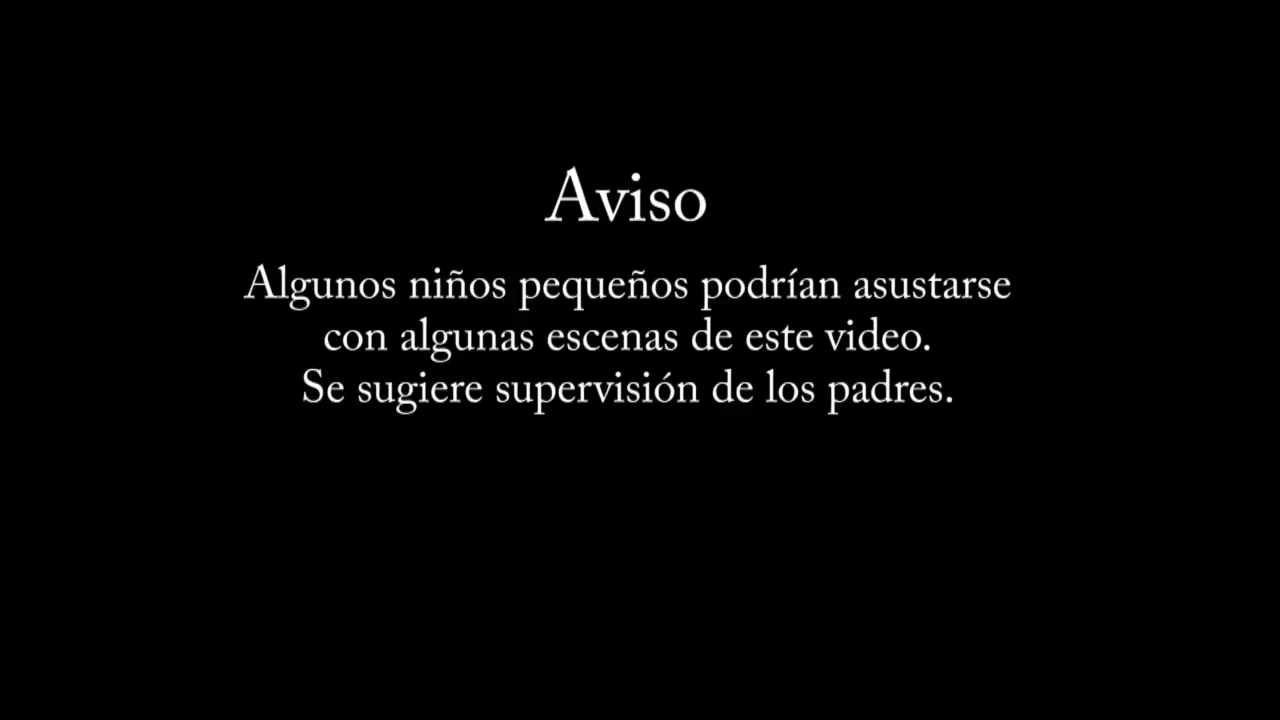 Aviso
Algunos niños pequeños podrían asustarse
con algunas escenas de este video.
Se sugiere supervisión de los padres.